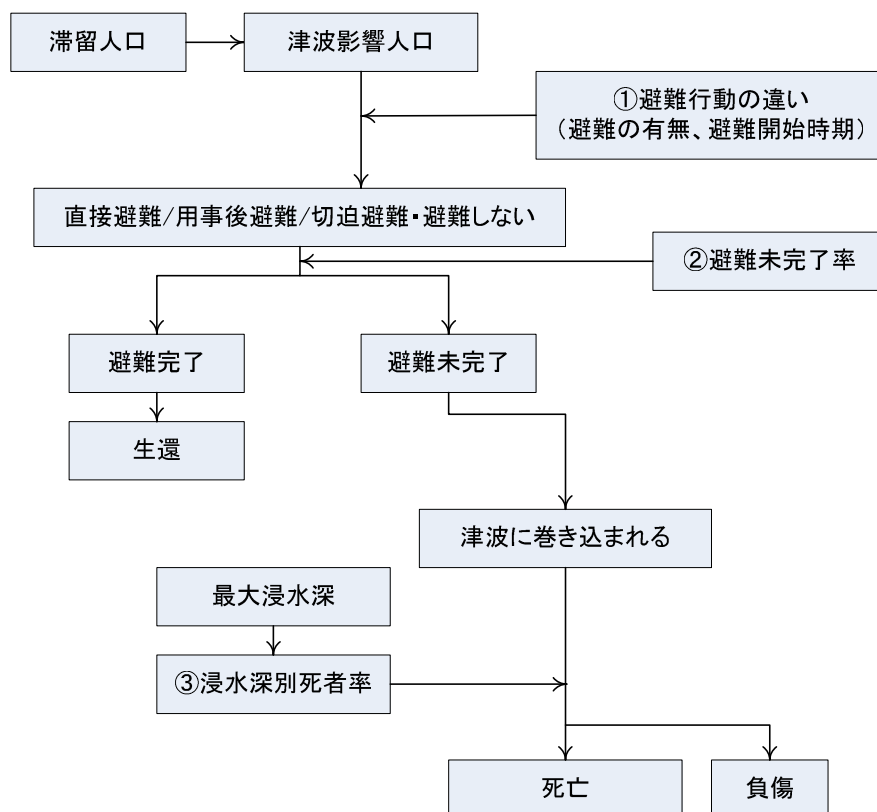 滞留人口
津波影響人口
①避難行動の違い
(避難の有無、避難開始時期)
直接避難/用事後避難/切迫避難・避難しない
②避難未完了率
避難完了
避難未完了
生還
津波に巻き込まれる
最大浸水深
③浸水深別死者率
死亡
負傷